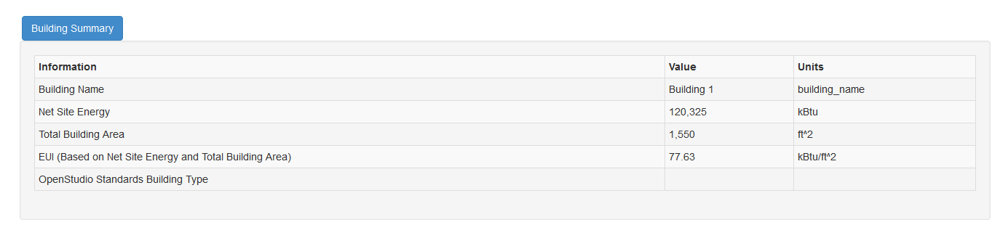 Building Summary
Information Value Units
Building Name Building 1 building_name
Net Site Energy 120,325 kBtu
Total Building Area 1,550 ft^2
EUI (Based on Net Site Energy and Total Building Area) 77.63 kBtu/ft^2
OpenStudio Standards Building Type